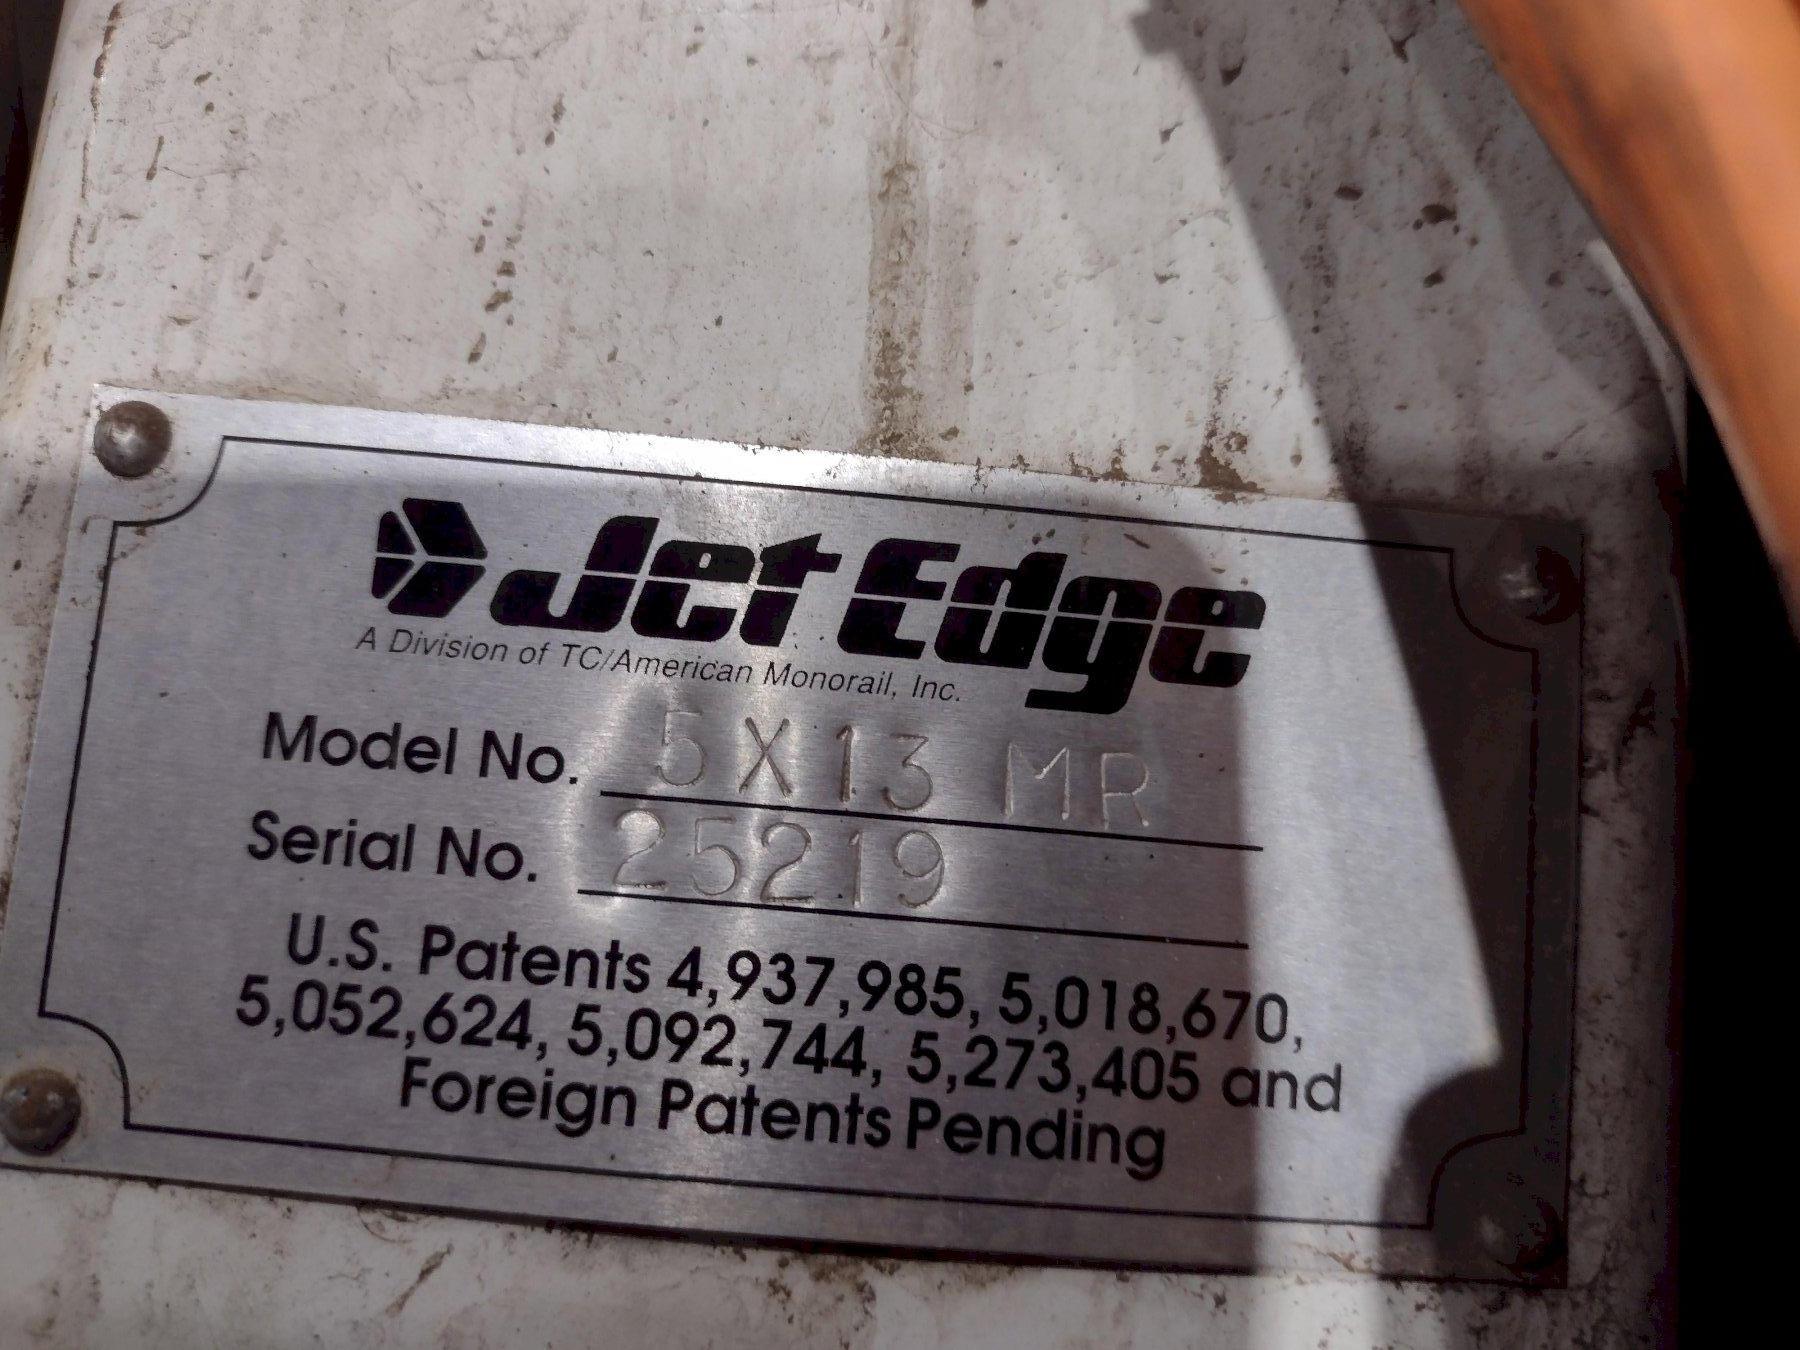 Jet Edge
A Division of TC/American Monorail, Inc.
Model No. 5X13 MR
Serial No. 25219
U.S. Patents 4,937,985, 5,018,670,
5,052,624, 5,092,744, 5,273,405 and
Foreign Patents Pending